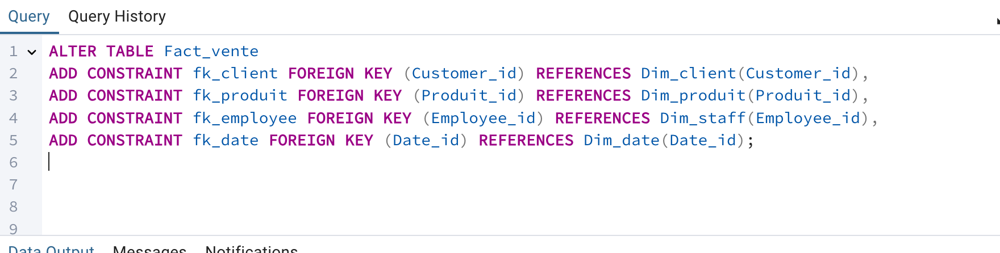 Query Query History
1 ALTER TABLE Fact_vente
2 ADD CONSTRAINT fk_client FOREIGN KEY (Customer_id) REFERENCES Dim_client(Customer_id),
3 ADD CONSTRAINT fk_produit FOREIGN KEY (Produit_id) REFERENCES Dim_produit(Produit_id),
4 ADD CONSTRAINT fk_employee FOREIGN KEY (Employee_id) REFERENCES Dim_staff(Employee_id),
5 ADD CONSTRAINT fk_date FOREIGN KEY (Date_id) REFERENCES Dim_date(Date_id);
6
7
8
9
Data Output Messages Notifications